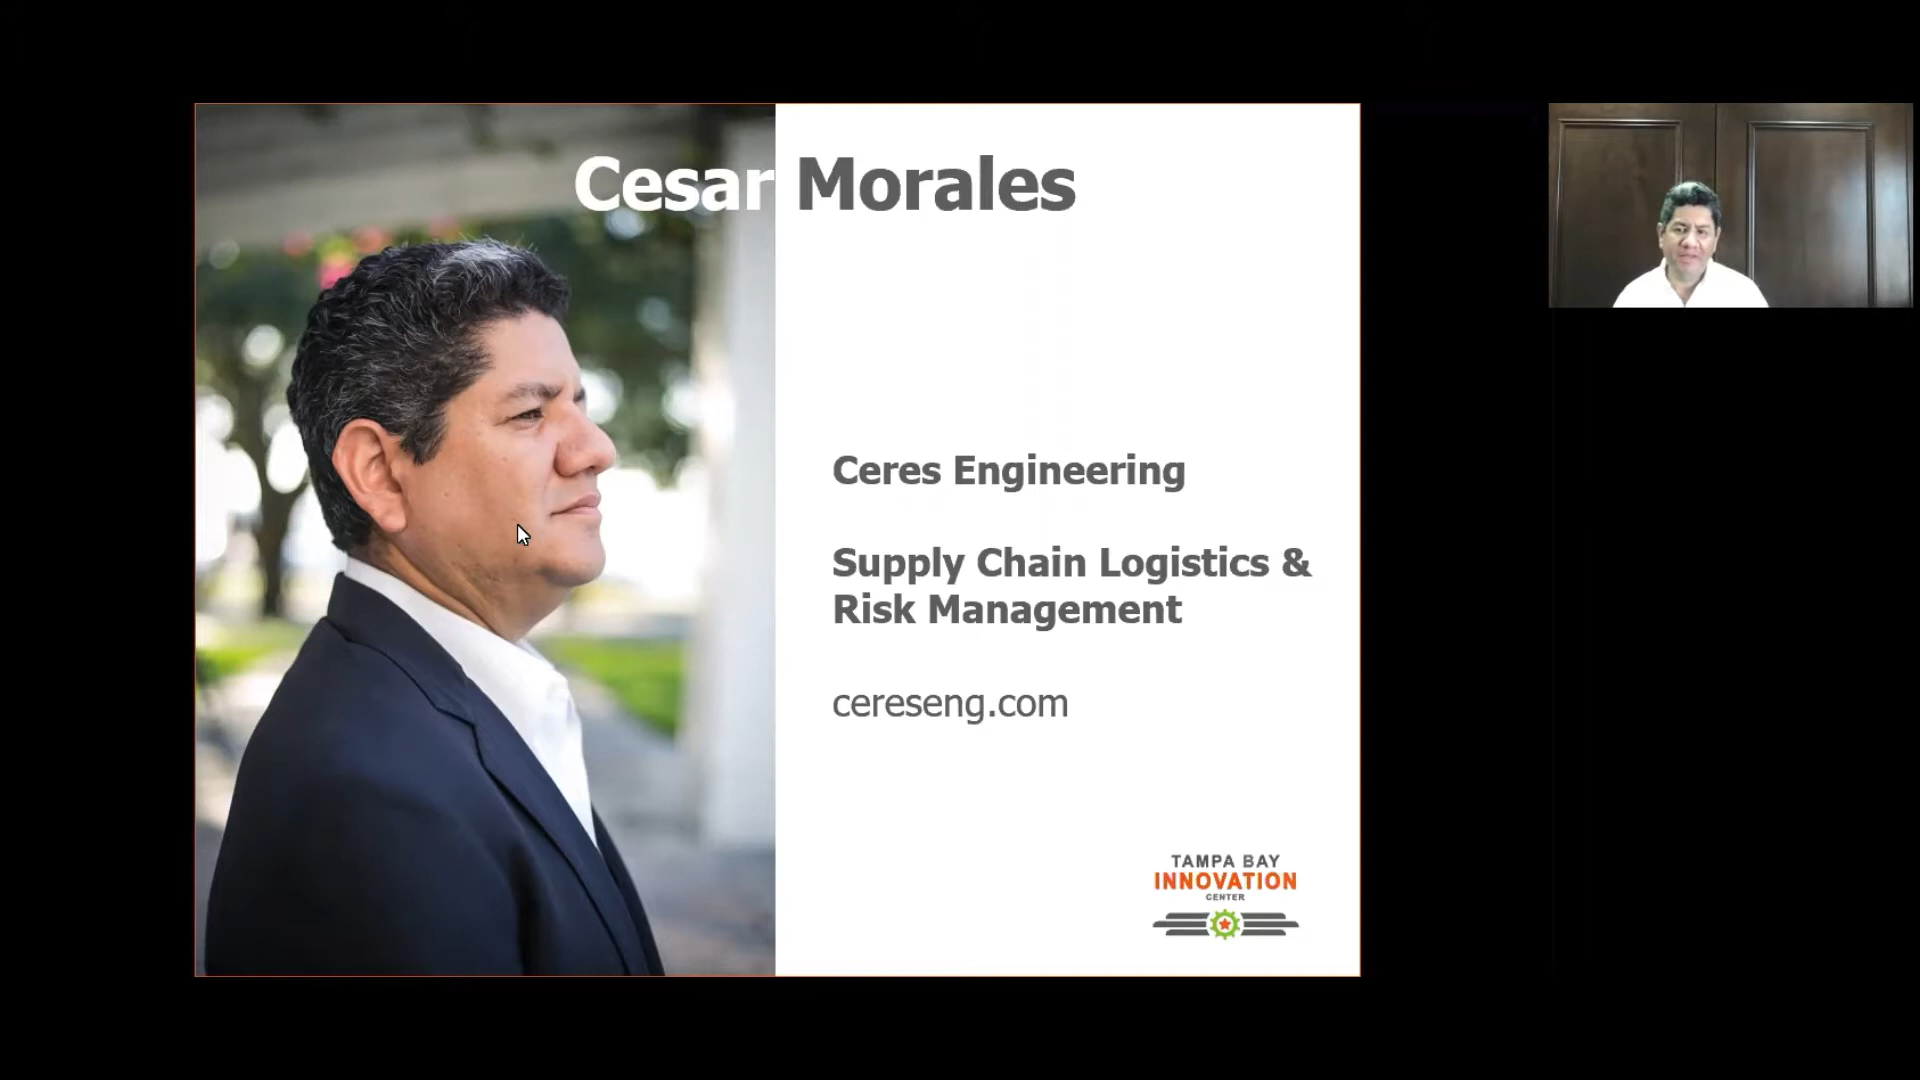 Cesar Morales
Ceres Engineering
Supply Chain Logistics &
Risk Management
cereseng.com
TAMPA BAY
INNOVATION
CENTER